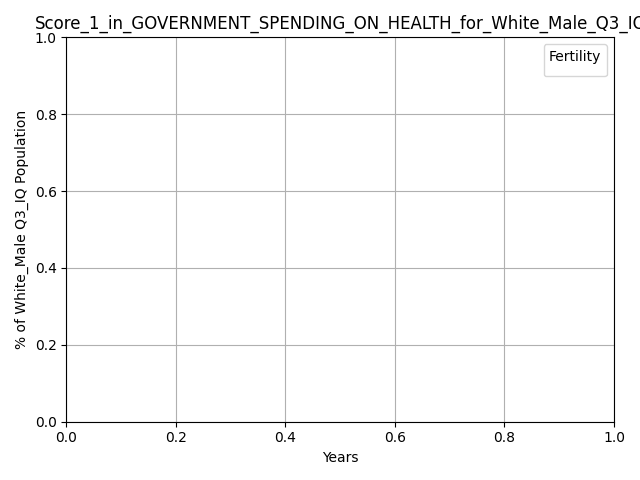 Score_1_in_GOVERNMENT_SPENDING_ON_HEALTH_for_White_Male_Q3_IQ
Fertility
% of White_Male Q3_IQ Population
1.0
0.8
0.6
0.4
0.2
0.0
0.0 0.2 0.4 0.6 0.8 1.0
Years